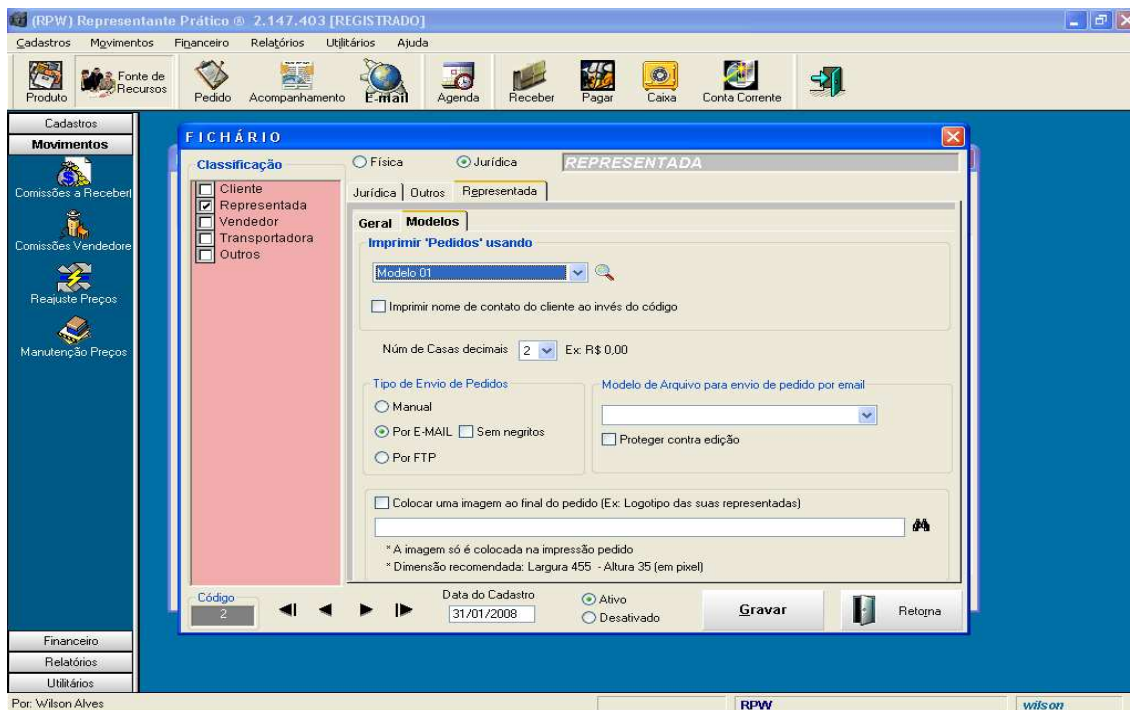 (RPW) Representante Prático ® 2.147.403 [REGISTRADO]
Cadastros Movimentos Financeiro Relatórios Utilitários Ajuda
Produto Fonte de Recursos Pedido Acompanhamento E-mail Agenda Receber Pagar Caixa Conta Corrente
Cadastros
Movimentos
Comissões a Receber
Comissões Vendedore
Reajuste Preços
Manutenção Preços
Financeiro
Relatórios
Utilitários
FICHÁRIO
Classificação
Cliente
Representada
Vendedor
Transportadora
Outros
Física Jurídica REPRESENTADA
Jurídica Outros Representada
Geral Modelos
Imprimir 'Pedidos' usando
Modelo 01
Imprimir nome de contato do cliente ao invés do código
Núm de Casas decimais 2 Ex: R$ 0,00
Tipo de Envio de Pedidos
Manual
Por E-MAIL Sem negritos
Por FTP
Modelo de Arquivo para envio de pedido por email
Proteger contra edição
Colocar uma imagem ao final do pedido (Ex: Logotipo das suas representadas)
* A imagem só é colocada na impressão pedido
* Dimensão recomendada: Largura 455 - Altura 35 (em pixel)
Código
2
Data do Cadastro
31/01/2008
Ativo
Desativado
Gravar
Retorna
Por: Wilson Alves RPW wilson